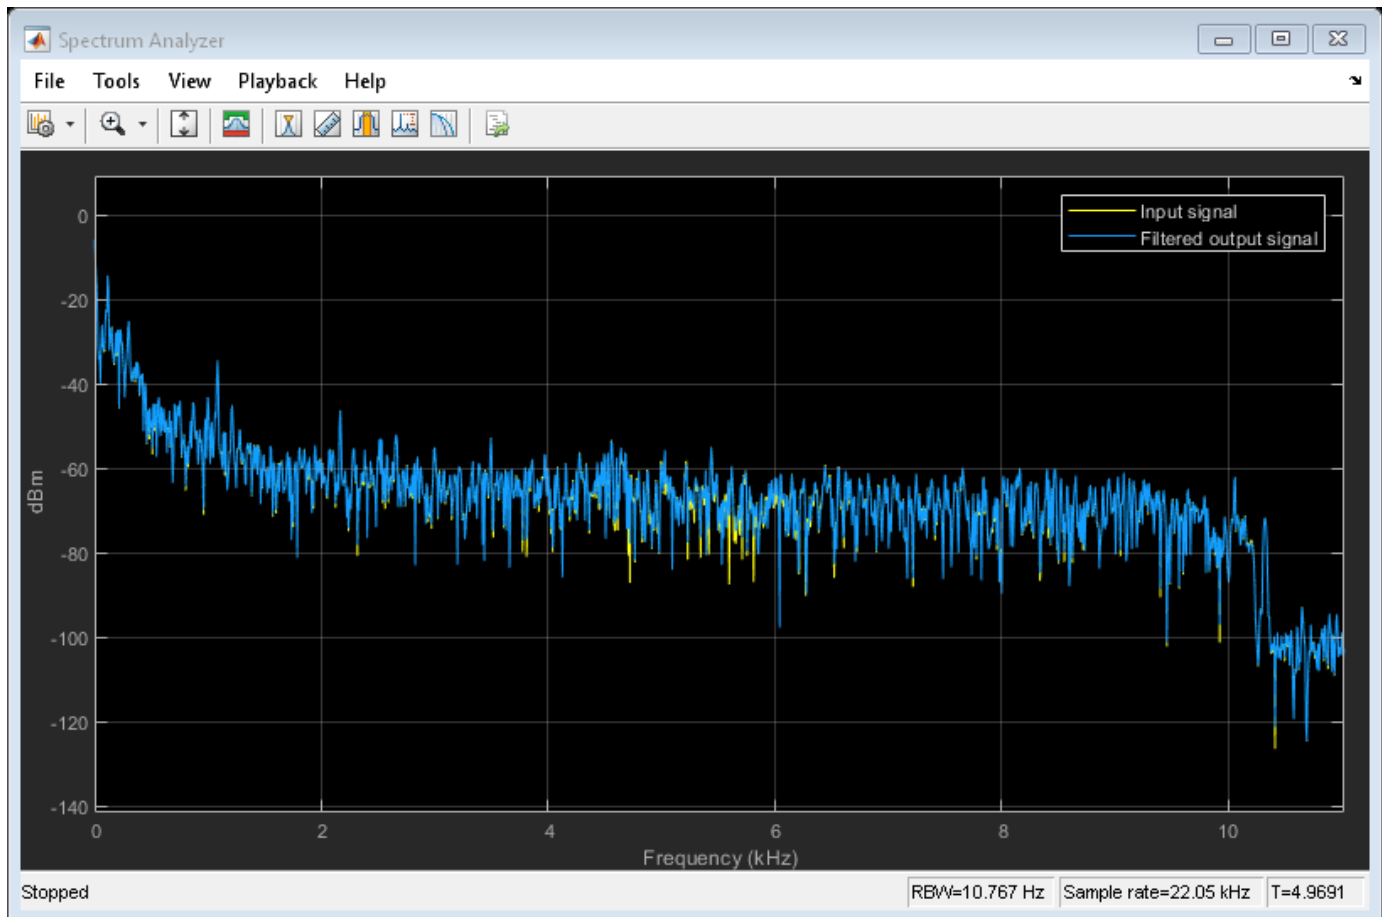 Spectrum Analyzer
File Tools View Playback Help
Input signal
Filtered output signal
0
-20
-40
-60
-80
-100
-120
-140
dBm
0 2 4 6 8 10
Frequency (kHz)
Stopped RBW=10.767 Hz Sample rate=22.05 kHz T=4.9691